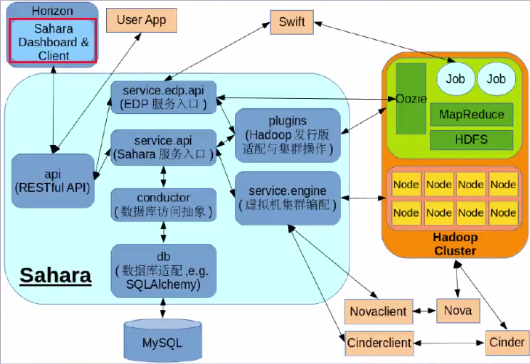 Horizon
Sahara
Dashboard &
Client
User App
Swift
service.edp.api
(EDP 服务入口)
service.api
(Sahara 服务入口)
plugins
(Hadoop 发行版
适配与集群操作)
api
(RESTful API)
conductor
(数据库访问抽象)
service.engine
(虚拟机集群编配)
db
(数据库适配 ,e.g.
SQLAlchemy)
Sahara
MySQL
Oozie
Job
Job
MapReduce
HDFS
Node
Node
Node
Node
Node
Node
Node
Node
Hadoop
Cluster
Novaclient
Nova
Cinderclient
Cinder